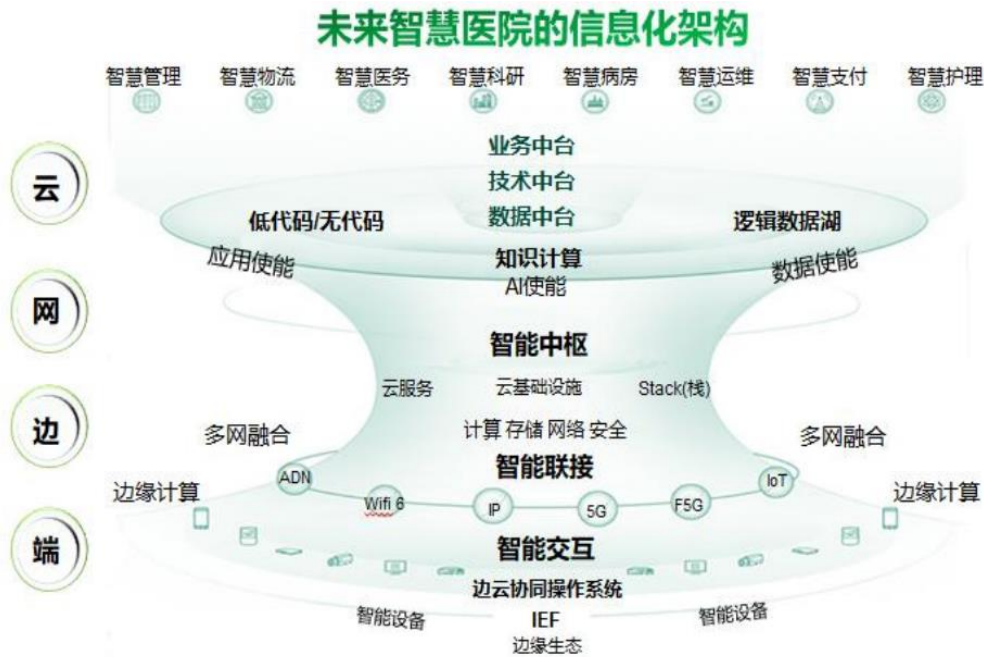 未来智慧医院的信息化架构
智慧管理 智慧物流 智慧医务 智慧科研 智慧病房 智慧运维 智慧支付 智慧护理
业务中台
云
技术中台
低代码/无代码 数据中台 逻辑数据湖
应用使能 知识计算 数据使能
AI使能
网
智能中枢
云服务 云基础设施 Stack(栈)
边
多网融合 计算 存储 网络 安全 多网融合
智能联接
ADN Wifi 6 IP 5G F5G IoT
边缘计算 边缘计算
端
智能交互
边云协同操作系统
智能设备 IEF 智能设备
边缘生态